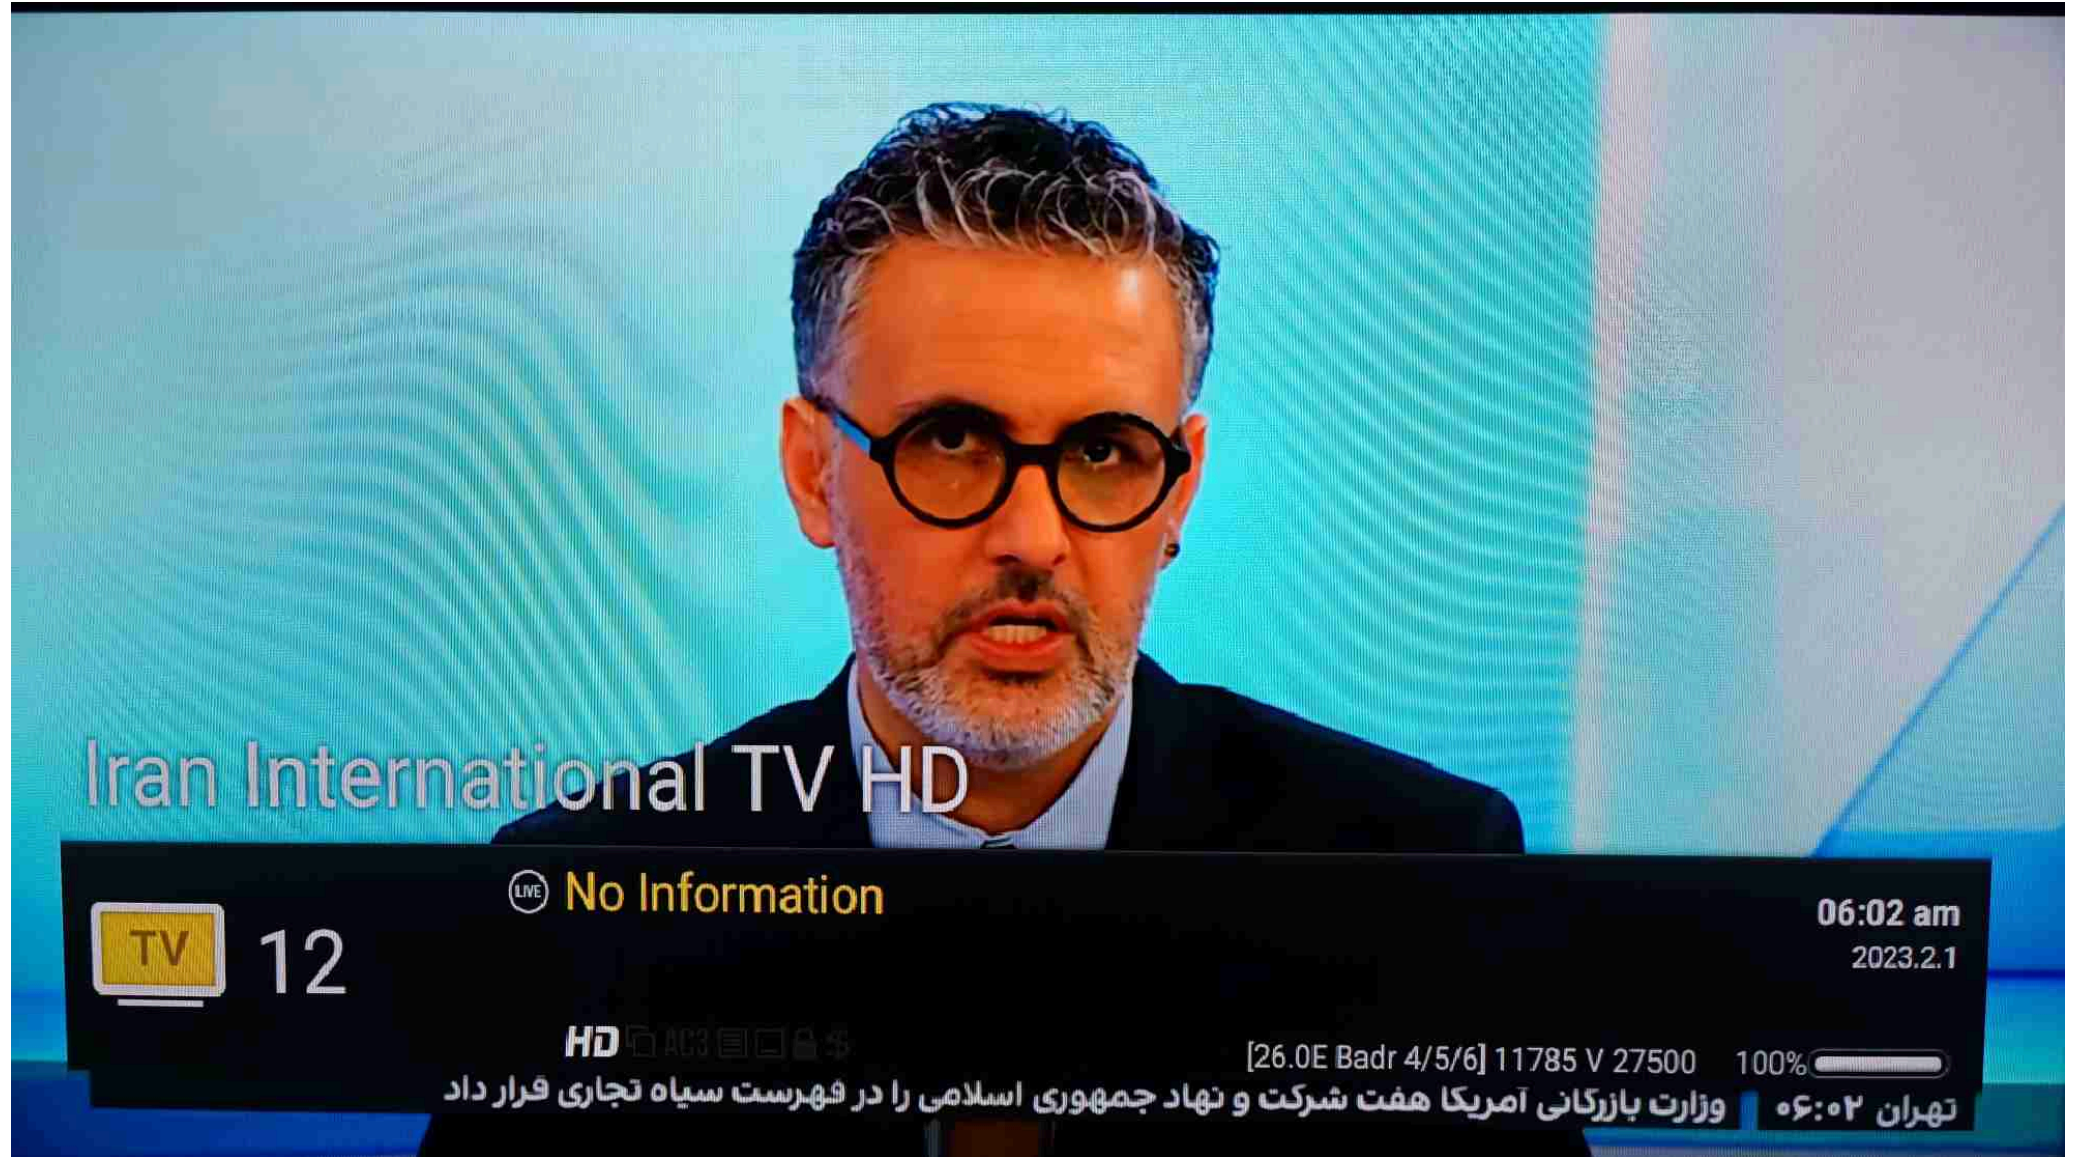 Iran International TV HD
LIVE No Information
TV 12
06:02 am
2023.2.1
HD AC3 $
[26.0E Badr 4/5/6] 11785 V 27500 100%
تهران ۰۶:۰۲ وزارت بازرگانی آمریکا هفت شرکت و نهاد جمهوری اسلامی را در فهرست سیاه تجاری قرار داد